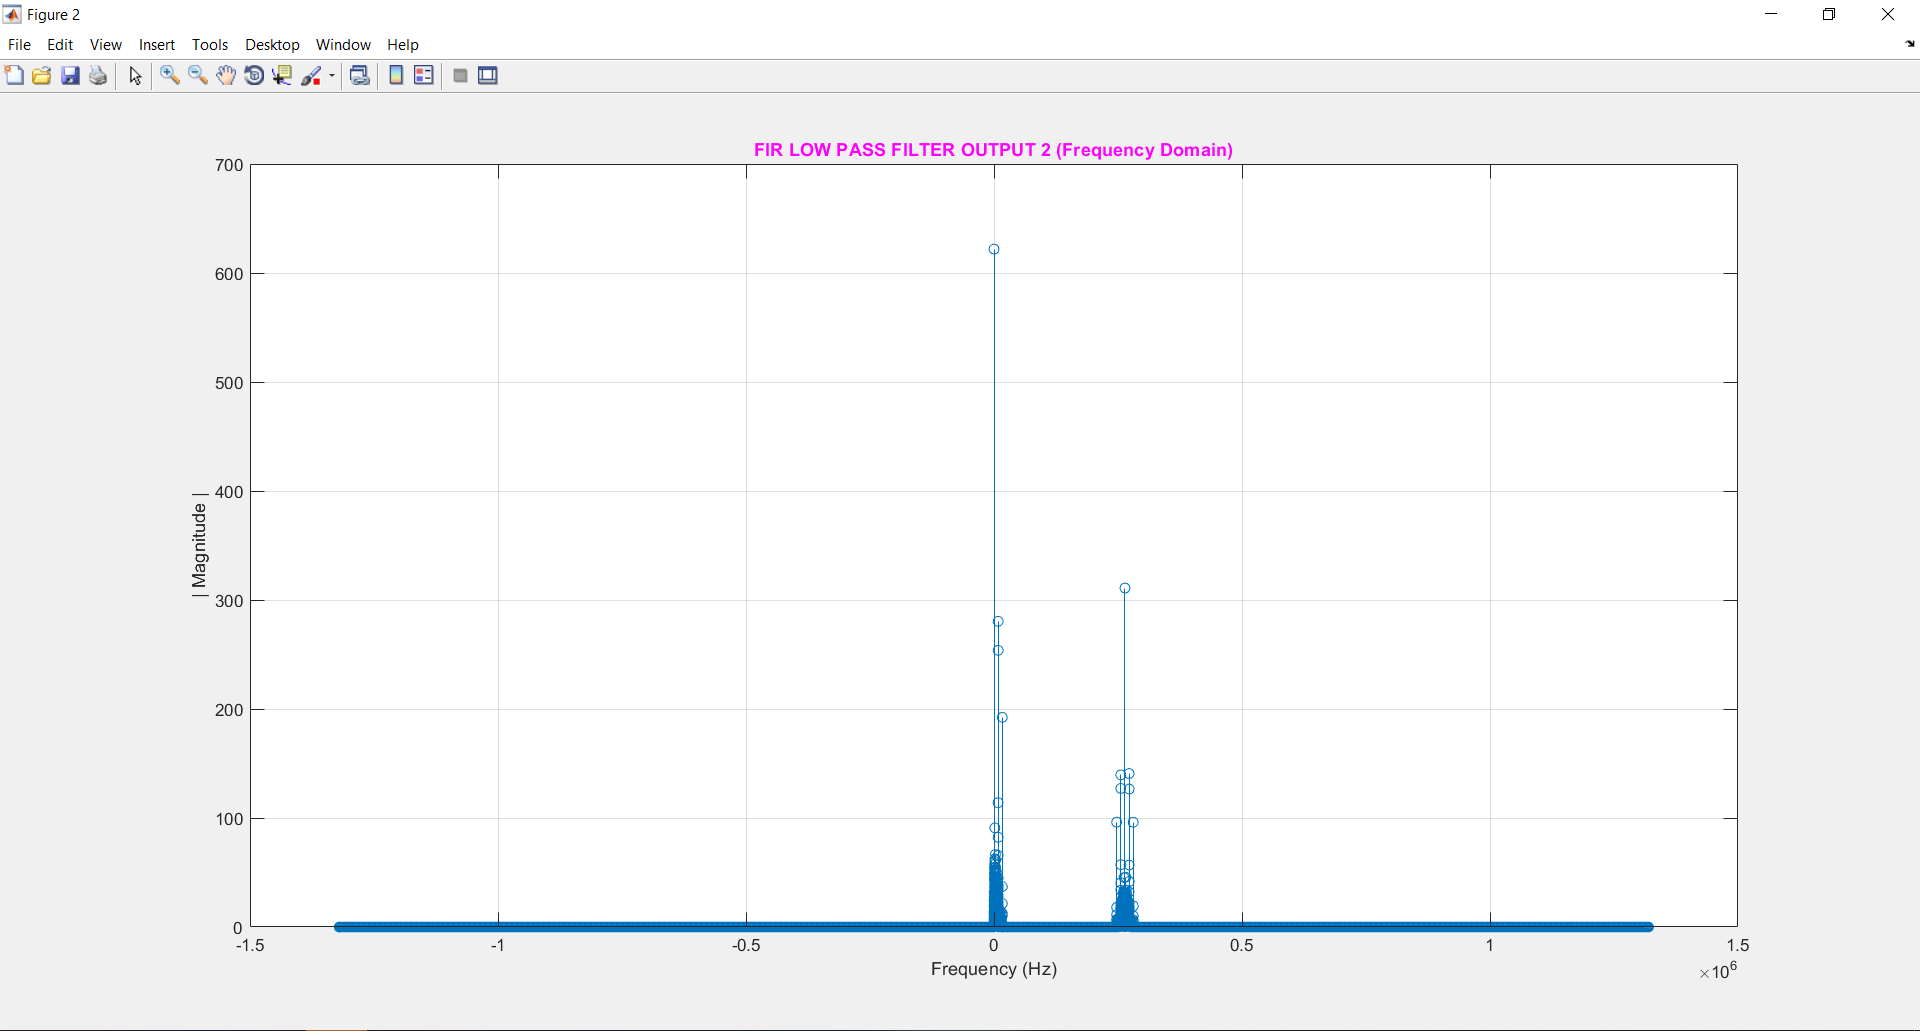 Figure 2
File Edit View Insert Tools Desktop Window Help
FIR LOW PASS FILTER OUTPUT 2 (Frequency Domain)
700
600
500
400
300
200
100
0
| Magnitude |
-1.5 -1 -0.5 0 0.5 1 1.5
Frequency (Hz)
×10^6